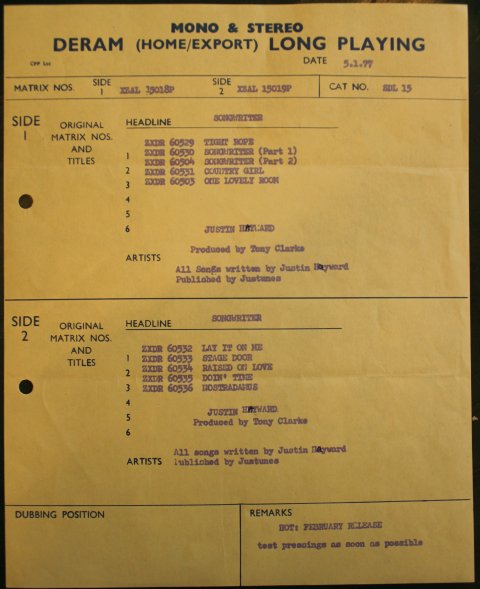 MONO & STEREO
DERAM (HOME/EXPORT) LONG PLAYING
CPP Ltd
DATE 5.1.77
MATRIX NOS. SIDE 1 XZAL 15018P SIDE 2 XZAL 15019P CAT NO. SDL 15
SIDE 1
ORIGINAL MATRIX NOS. AND TITLES
HEADLINE SONGWRITER
ZXDR 60529 TIGHT ROPE
1 ZXDR 60530 SONGWRITER (Part 1)
ZXDR 60504 SONGWRITER (Part 2)
2 ZXDR 60531 COUNTRY GIRL
3 ZXDR 60503 ONE LOVELY ROOM
4
5
6 JUSTIN HAYWARD
Produced by Tony Clarke
ARTISTS
All Songs written by Justin Hayward
Published by Justunes
SIDE 2
ORIGINAL MATRIX NOS. AND TITLES
HEADLINE SONGWRITER
ZXDR 60532 LAY IT ON ME
1 ZXDR 60533 STAGE DOOR
2 ZXDR 60534 RAISED ON LOVE
ZXDR 60535 DOIN' TIME
3 ZXDR 60536 NOSTRADAMUS
4
5 JUSTIN HAYWARD
Produced by Tony Clarke
6
All songs written by Justin Hayward
ARTISTS Published by Justunes
DUBBING POSITION
REMARKS
HOT: FEBRUARY RELEASE
test pressings as soon as possible